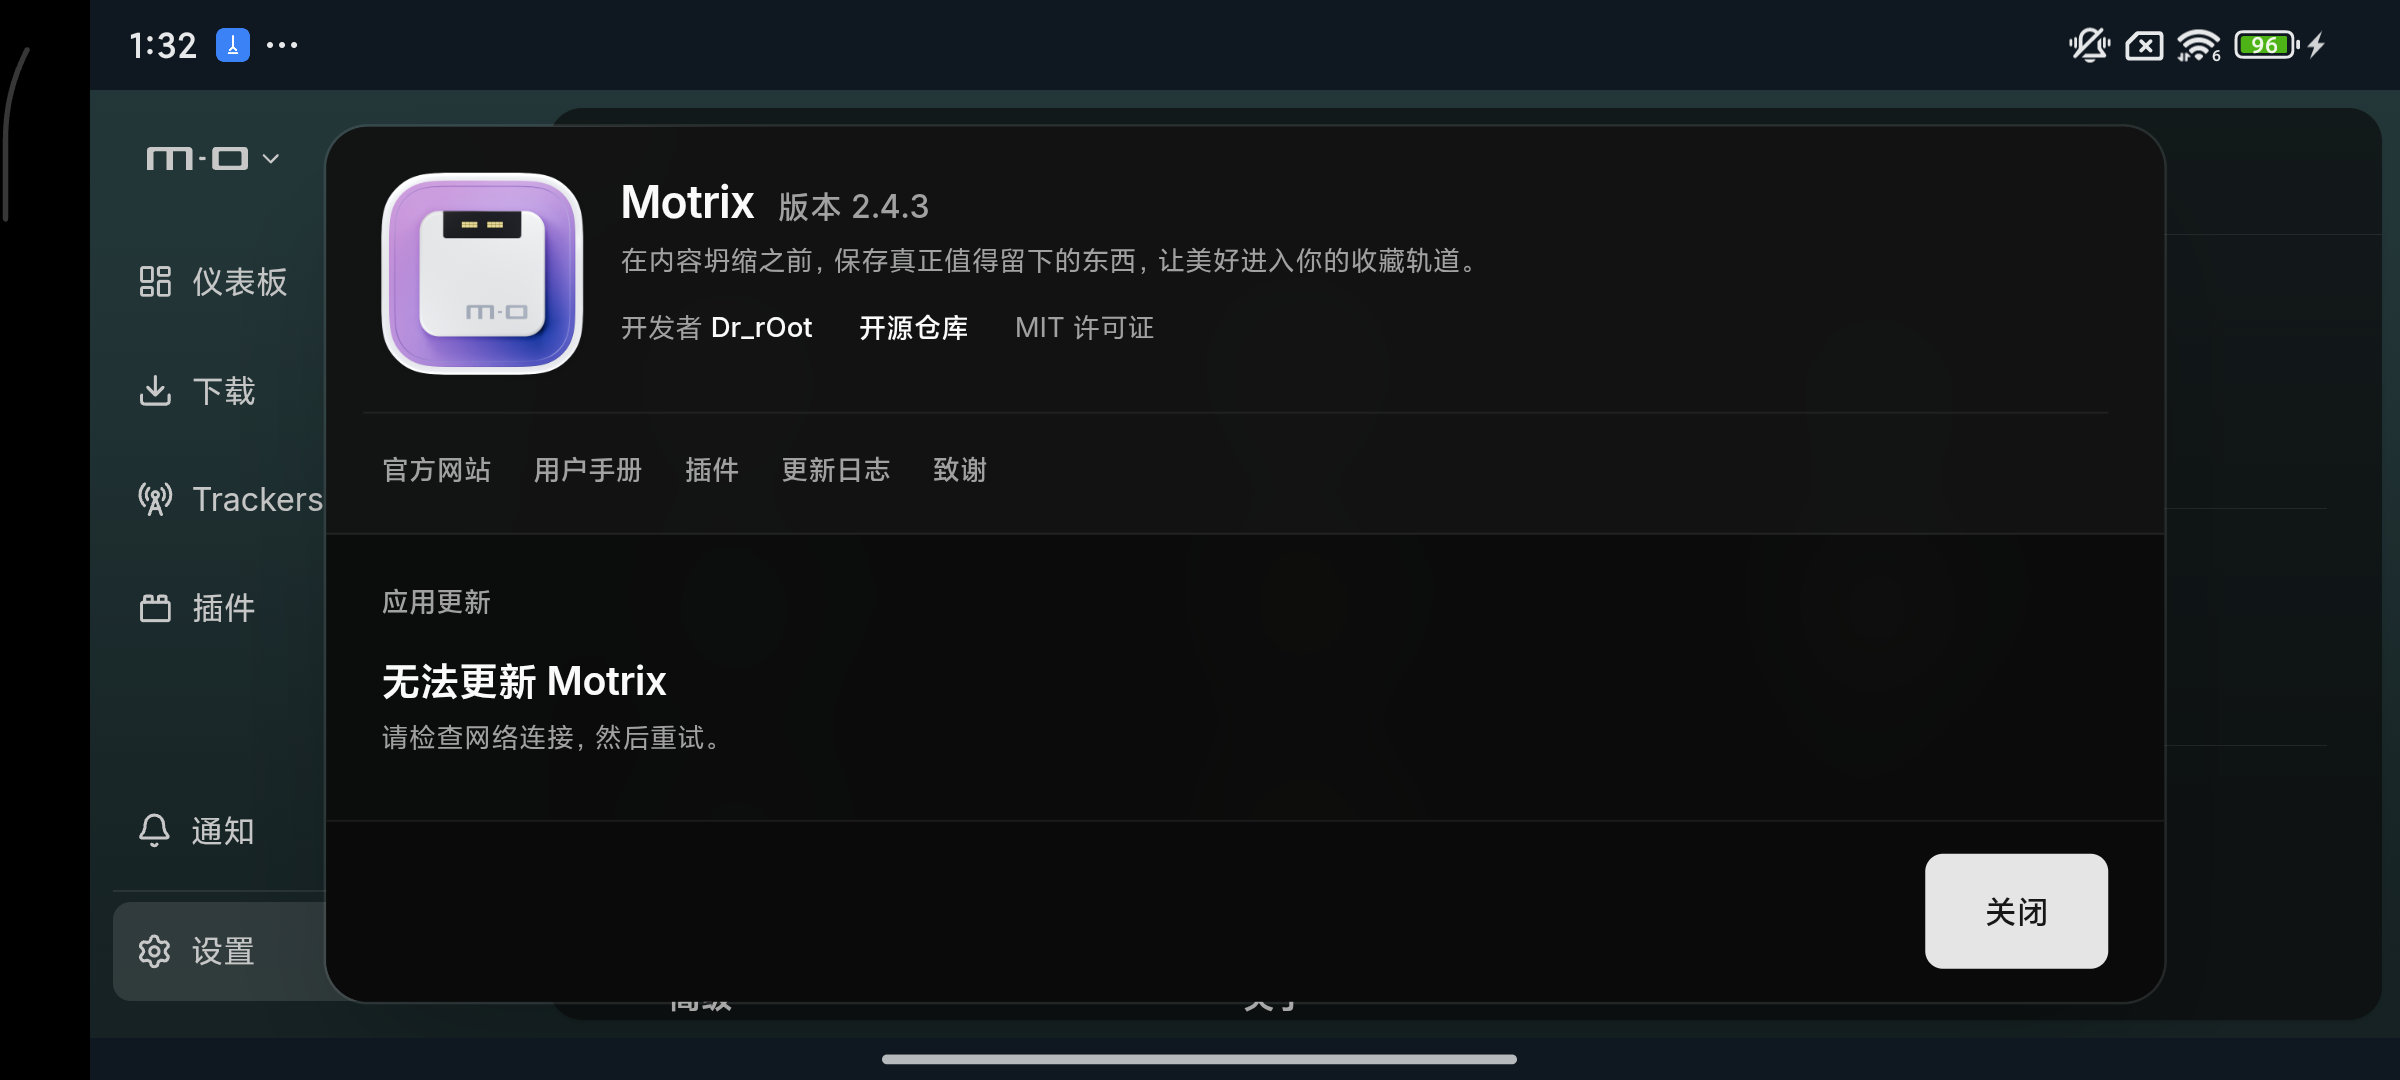 1:32
6
96
m-o
仪表板
下载
Trackers
插件
通知
设置
m-o
Motrix 版本 2.4.3
在内容坍缩之前，保存真正值得留下的东西，让美好进入你的收藏轨道。
开发者 Dr_rOot 开源仓库 MIT 许可证
官方网站 用户手册 插件 更新日志 致谢
应用更新
无法更新 Motrix
请检查网络连接，然后重试。
关闭